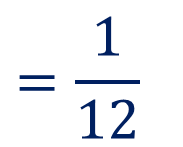 = 1/12